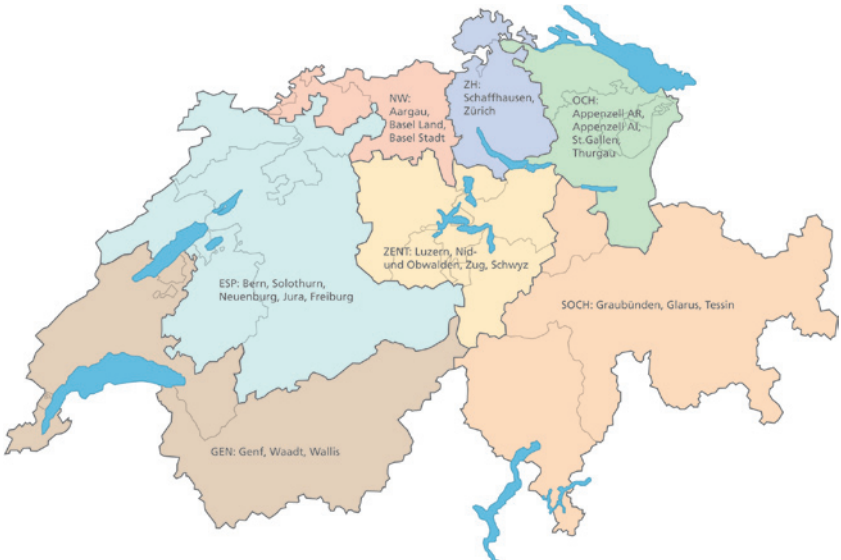 NW:
Aargau,
Basel Land,
Basel Stadt
ZH:
Schaffhausen,
Zürich
OCH:
Appenzell AR,
Appenzell AI,
St.Gallen,
Thurgau
ZENT: Luzern, Nid-
und Obwalden, Zug, Schwyz
ESP: Bern, Solothurn,
Neuenburg, Jura, Freiburg
SOCH: Graubünden, Glarus, Tessin
GEN: Genf, Waadt, Wallis